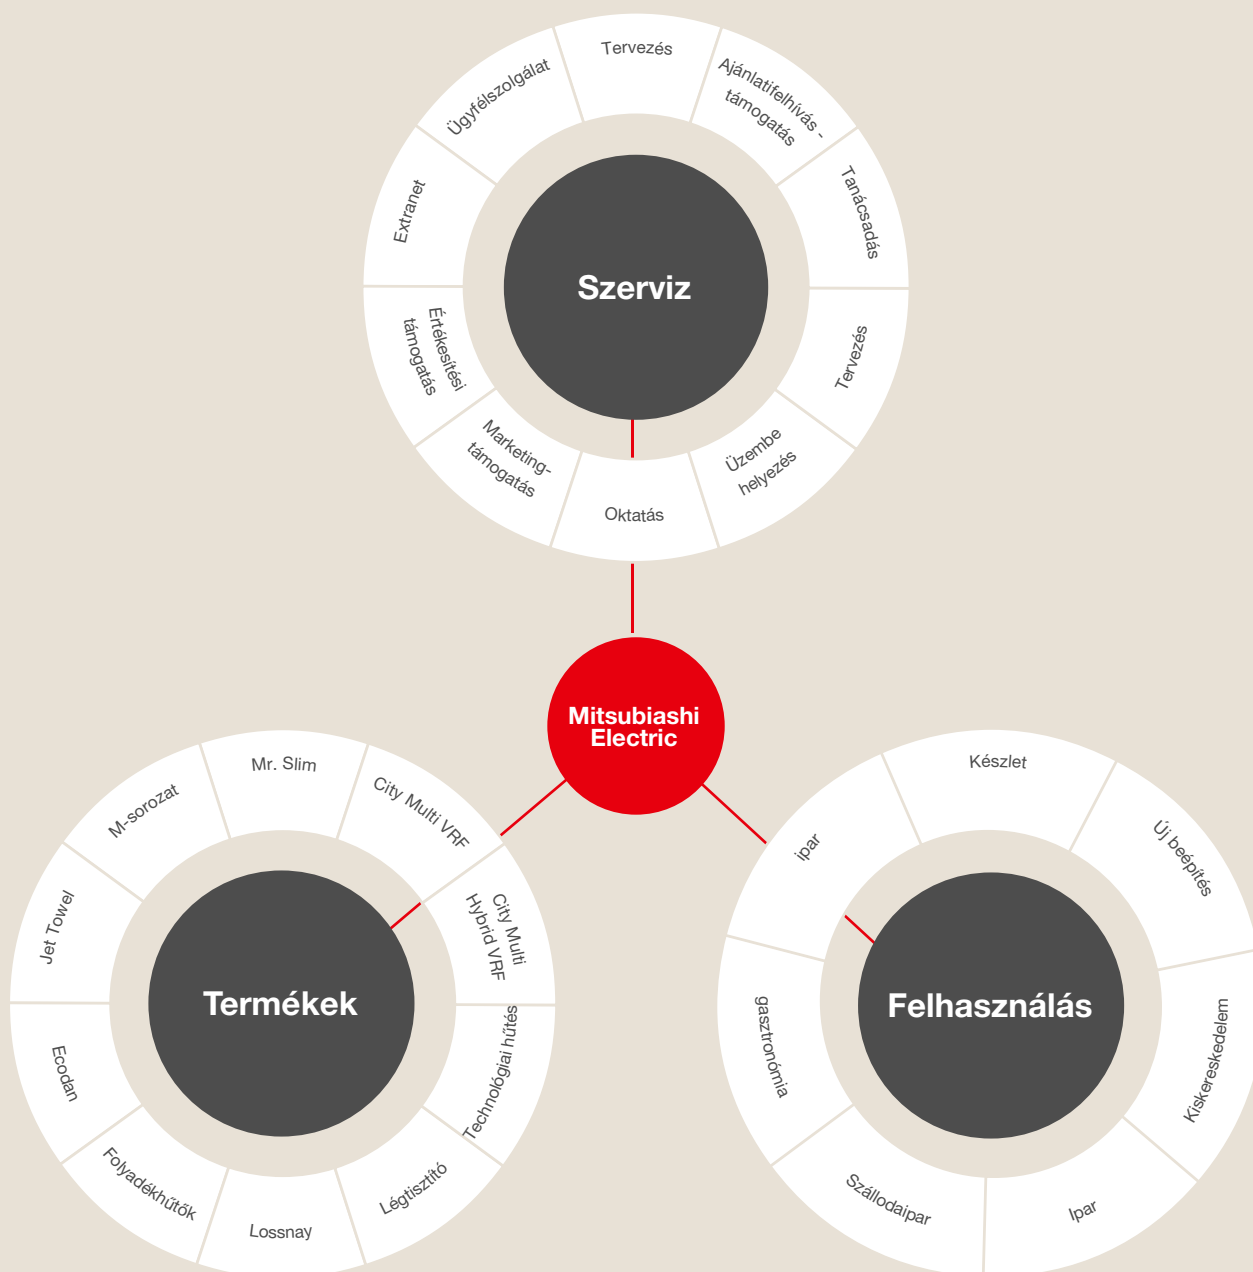 Tervezés
Ajánlatifelhívás -
támogatás
Tanácsadás
Tervezés
Üzembe
helyezés
Oktatás
Marketing-
támogatás
Értékesítési
támogatás
Extranet
Ügyfélszolgálat
Szerviz
Mitsubiashi
Electric
Mr. Slim
City Multi VRF
City Multi
Hybrid VRF
Technológiai hűtés
Légtisztító
Lossnay
Folyadékhűtők
Ecodan
Jet Towel
M-sorozat
Termékek
Készlet
Új beépítés
Kiskereskedelem
Ipar
Szállodaipar
gasztronómia
ipar
Felhasználás